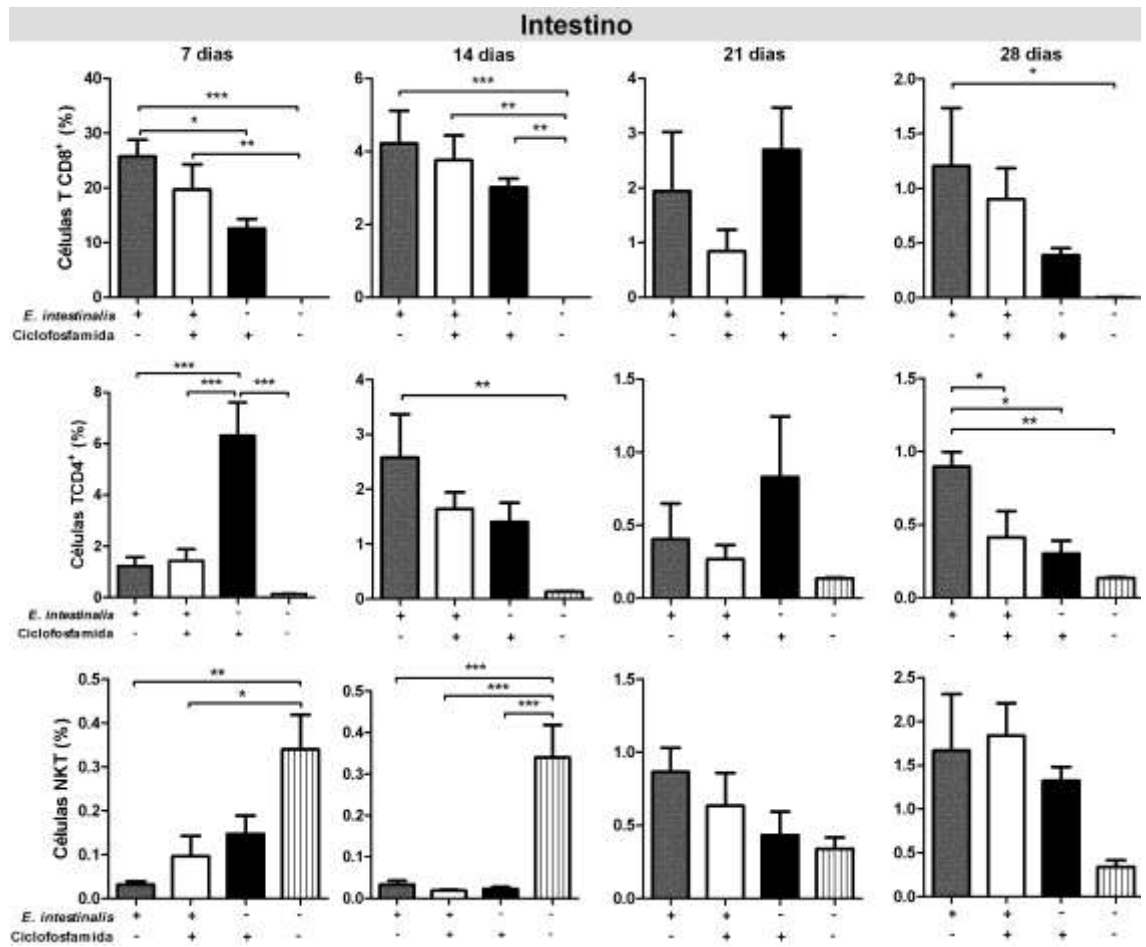 Intestino
7 dias 14 dias 21 dias 28 dias
Células T CD8+ (%)
40 30 20 10 0
*** * **
6 4 2 0
*** ** **
4 3 2 1 0
2.0 1.5 1.0 0.5 0.0
*
E. intestinalis + + - - + + - - + + - - + + - -
Ciclofosfamida - + + - - + + - - + + - - + + -
Células TCD4+ (%)
8 6 4 2 0
*** *** ***
4 3 2 1 0
**
1.5 1.0 0.5 0.0
1.5 1.0 0.5 0.0
* * **
E. intestinalis + + - - + + - - + + - - + + - -
Ciclofosfamida - + + - - + + - - + + - - + + -
Células NKT (%)
0.5 0.4 0.3 0.2 0.1 0.0
** *
0.5 0.4 0.3 0.2 0.1 0.0
*** *** ***
1.5 1.0 0.5 0.0
2.5 2.0 1.5 1.0 0.5 0.0
E. intestinalis + + - - + + - - + + - - + + - -
Ciclofosfamida - + + - - + + - - + + - - + + -